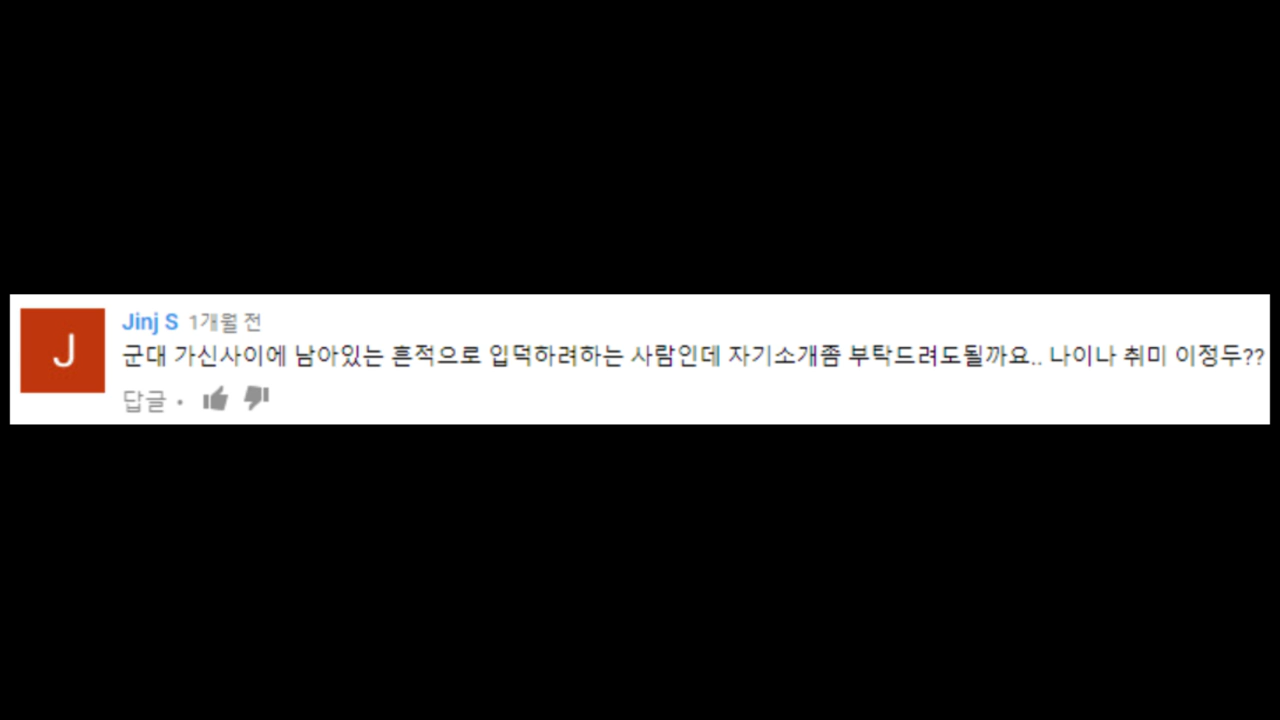 J
Jinj S 1개월 전
군대 가신사이에 남아있는 흔적으로 입덕하려하는 사람인데 자기소개좀 부탁드려도될까요.. 나이나 취미 이정두??
답글 •